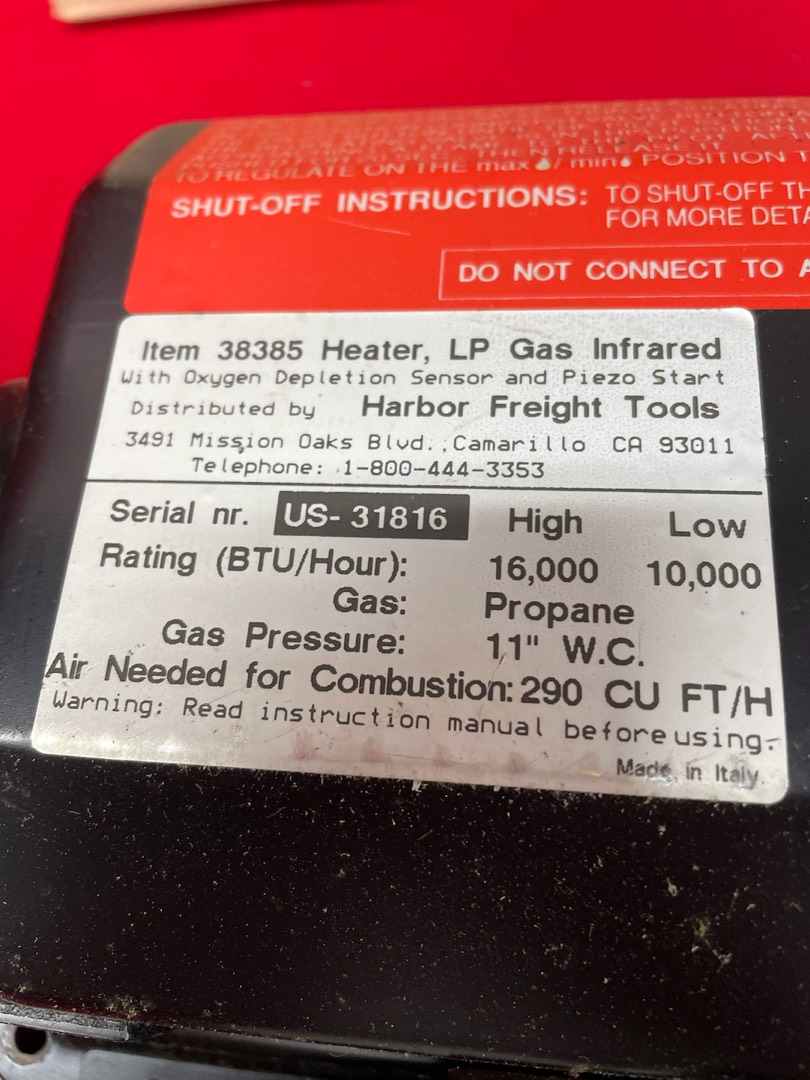 THEN RELEASE IT
TO REGULATE ON THE max / min POSITION T
SHUT-OFF INSTRUCTIONS: TO SHUT-OFF TH
FOR MORE DETA
DO NOT CONNECT TO A
Item 38385 Heater, LP Gas Infrared
With Oxygen Depletion Sensor and Piezo Start
Distributed by Harbor Freight Tools
3491 Mission Oaks Blvd.,Camarillo CA 93011
Telephone: 1-800-444-3353
Serial nr. US- 31816 High Low
Rating (BTU/Hour): 16,000 10,000
Gas: Propane
Gas Pressure: 11" W.C.
Air Needed for Combustion: 290 CU FT/H
Warning: Read instruction manual before using.
Made in Italy.